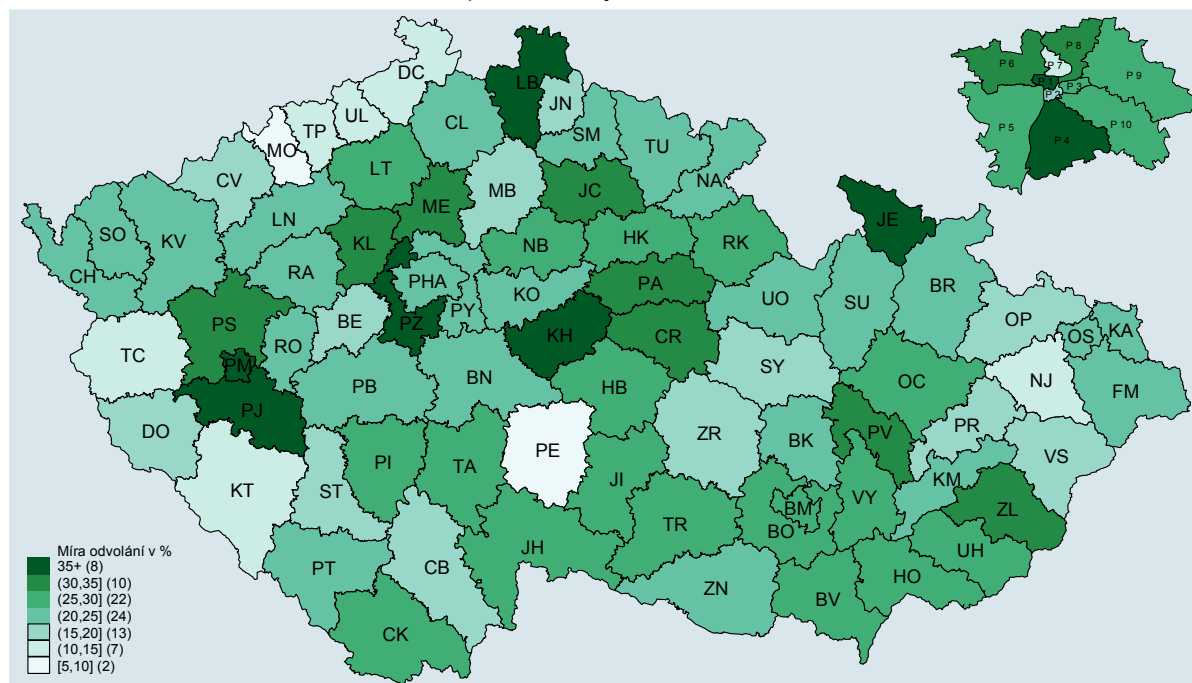 DC
LB
P 8
P 6
P 7
P 9
P 1
P 3
P 2
P 5
P 10
P 4
JN
UL
TP
CL
SM
TU
MO
LT
NA
CV
MB
JC
ME
JE
LN
SO
KV
KL
NB
HK
RK
CH
RA
PHA
KO
PA
UO
SU
BR
PY
OP
PS
BE
PZ
KH
CR
OS
KA
RO
TC
PM
SY
NJ
PB
BN
HB
OC
FM
PJ
DO
PV
PR
ZR
BK
PE
VS
PI
TA
JI
KM
KT
ST
VY
BM
ZL
TR
BO
JH
UH
PT
CB
ZN
HO
BV
CK
Míra odvolání v %
35+ (8)
(30,35] (10)
(25,30] (22)
(20,25] (24)
(15,20] (13)
(10,15] (7)
[5,10] (2)